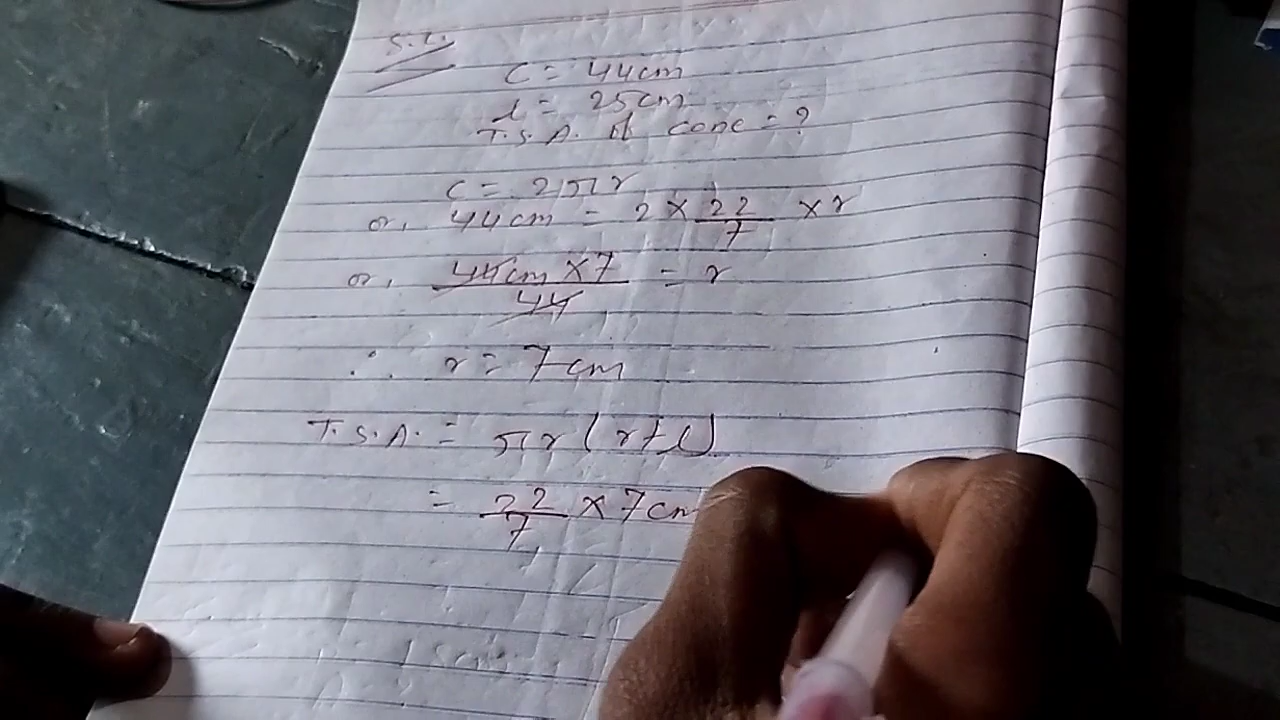 C = 44cm
l = 25cm
T.S.A. of cone = ?
C = 2πr
or, 44cm = 2 × 22/7 × r
or, 44cm × 7 / 44 = r
∴ r = 7cm
T.S.A. = πr (r+l)
= 22/7 × 7cm